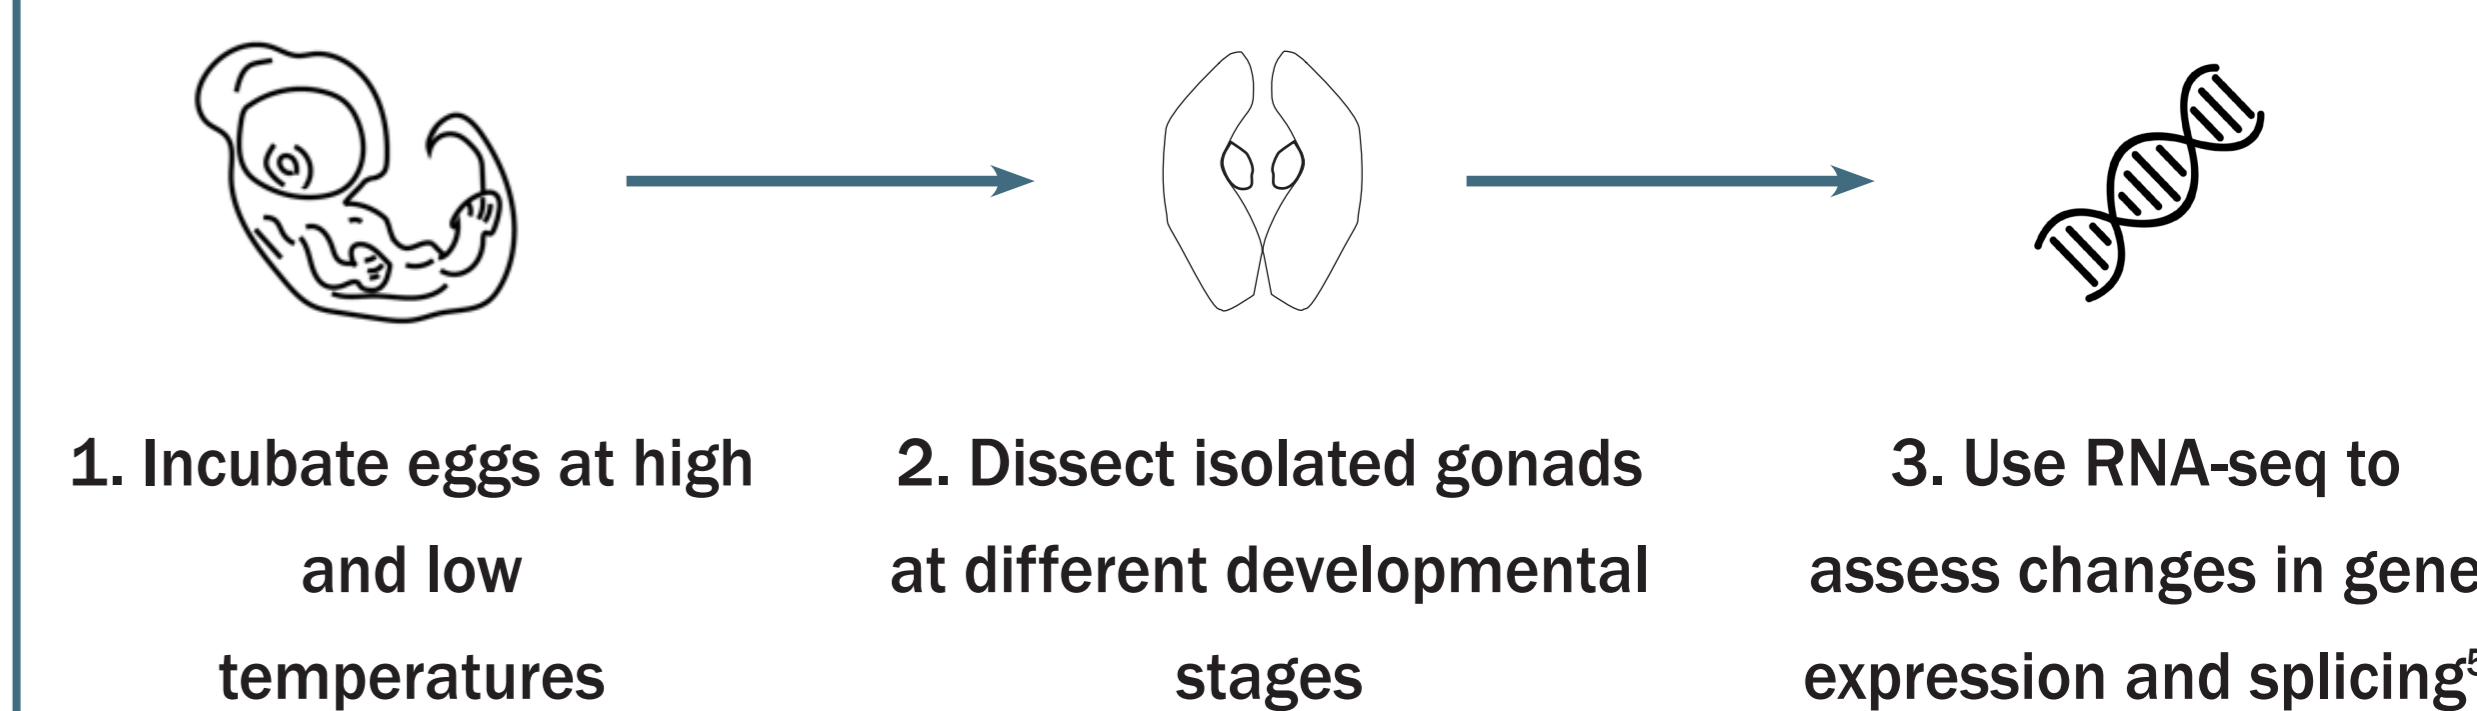 1. Incubate eggs at high
and low
temperatures
2. Dissect isolated gonads
at different developmental
stages
3. Use RNA-seq to
assess changes in gene
expression and splicing⁵